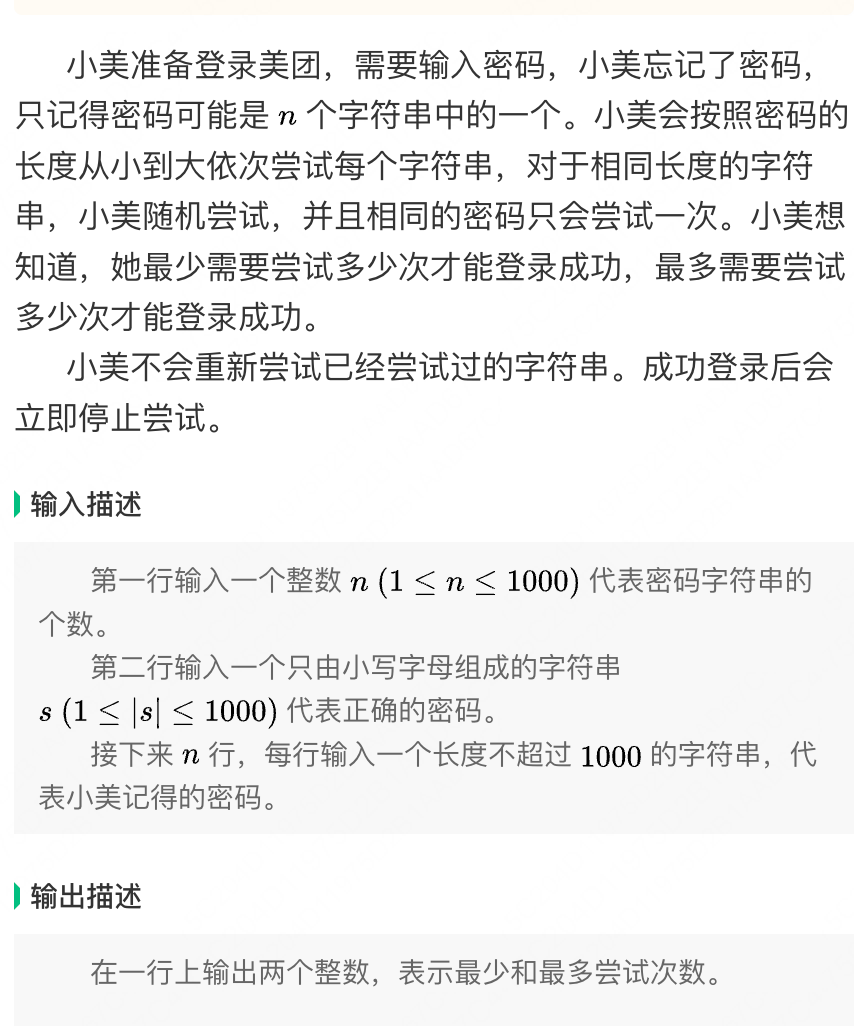 小美准备登录美团，需要输入密码，小美忘记了密码，
只记得密码可能是 n 个字符串中的一个。小美会按照密码的
长度从小到大依次尝试每个字符串，对于相同长度的字符
串，小美随机尝试，并且相同的密码只会尝试一次。小美想
知道，她最少需要尝试多少次才能登录成功，最多需要尝试
多少次才能登录成功。
小美不会重新尝试已经尝试过的字符串。成功登录后会
立即停止尝试。
输入描述
第一行输入一个整数 n (1 ≤ n ≤ 1000) 代表密码字符串的
个数。
第二行输入一个只由小写字母组成的字符串
s (1 ≤ |s| ≤ 1000) 代表正确的密码。
接下来 n 行，每行输入一个长度不超过 1000 的字符串，代
表小美记得的密码。
输出描述
在一行上输出两个整数，表示最少和最多尝试次数。